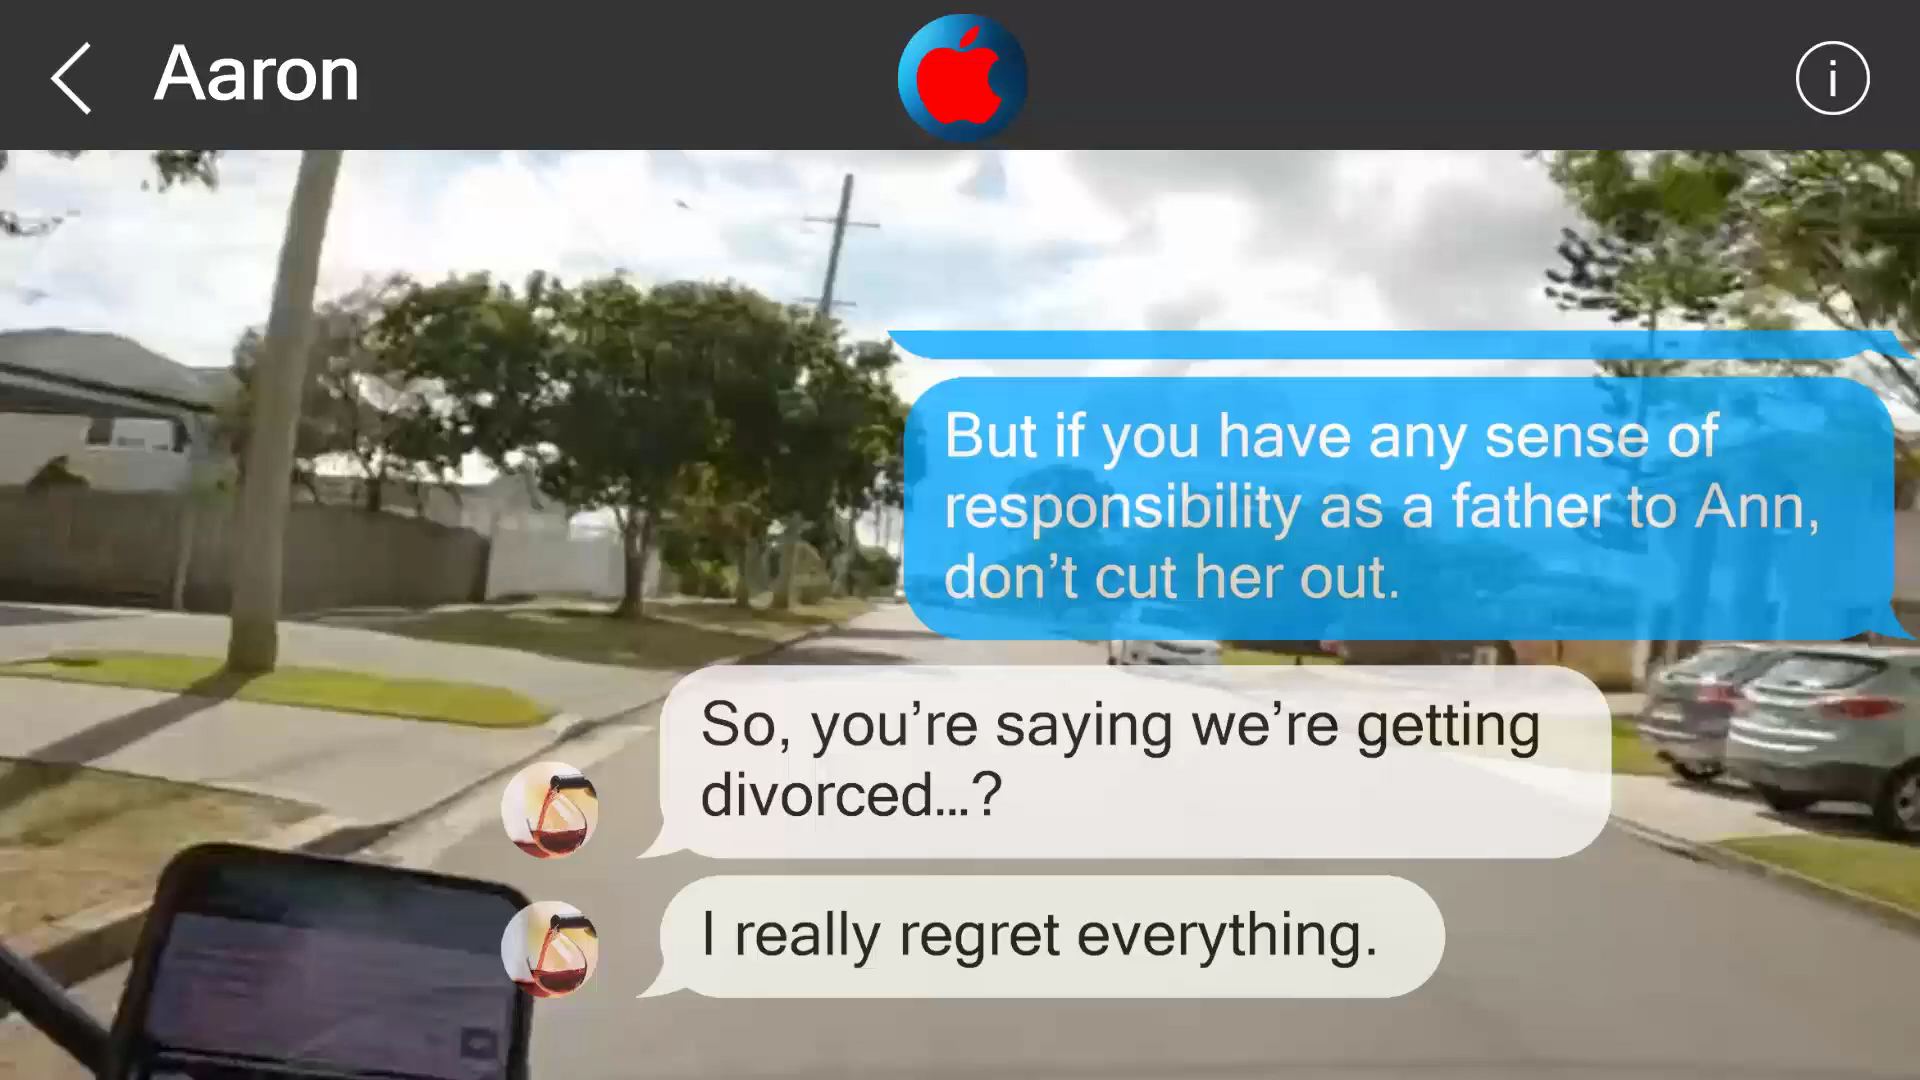 Aaron
i
But if you have any sense of
responsibility as a father to Ann,
don’t cut her out.
So, you’re saying we’re getting
divorced...?
I really regret everything.